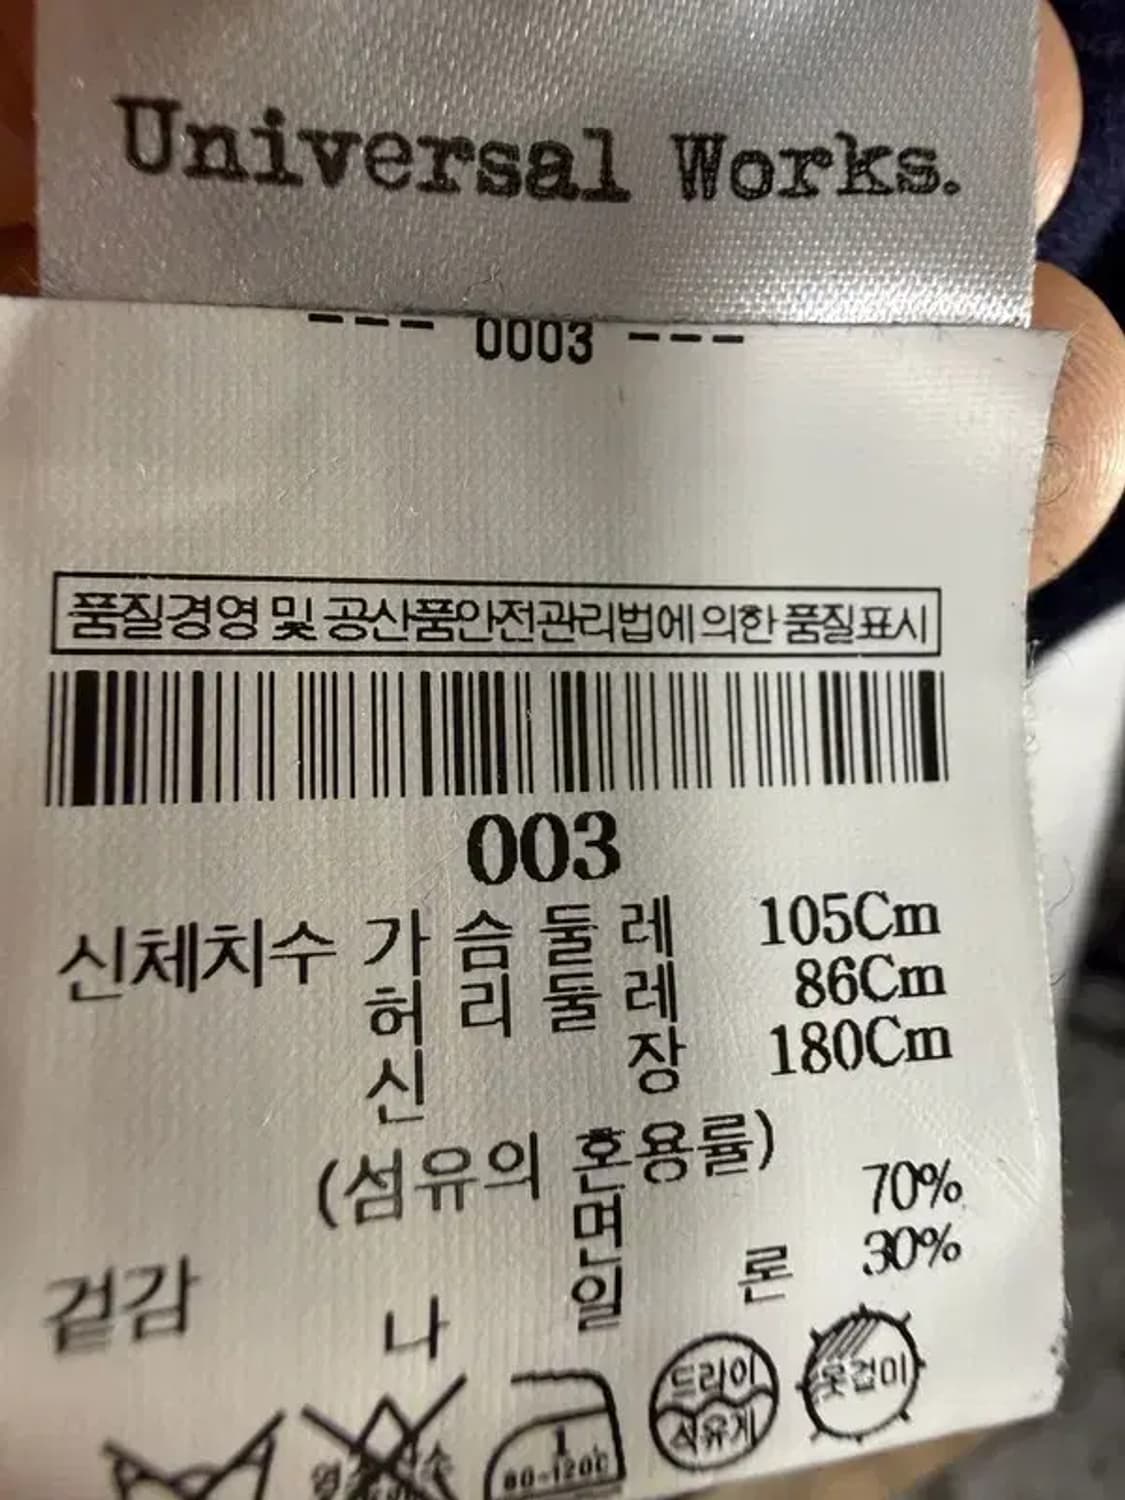 Universal Works.
--- 0003 ---
품질경영 및 공산품안전관리법에 의한 품질표시
003
신체치수 가슴둘레 105Cm
허리둘레 86Cm
신장 180Cm
(섬유의 혼용률)
겉감 면 70%
나일론 30%
드라이
석유계
옷걸이
1
80-120C